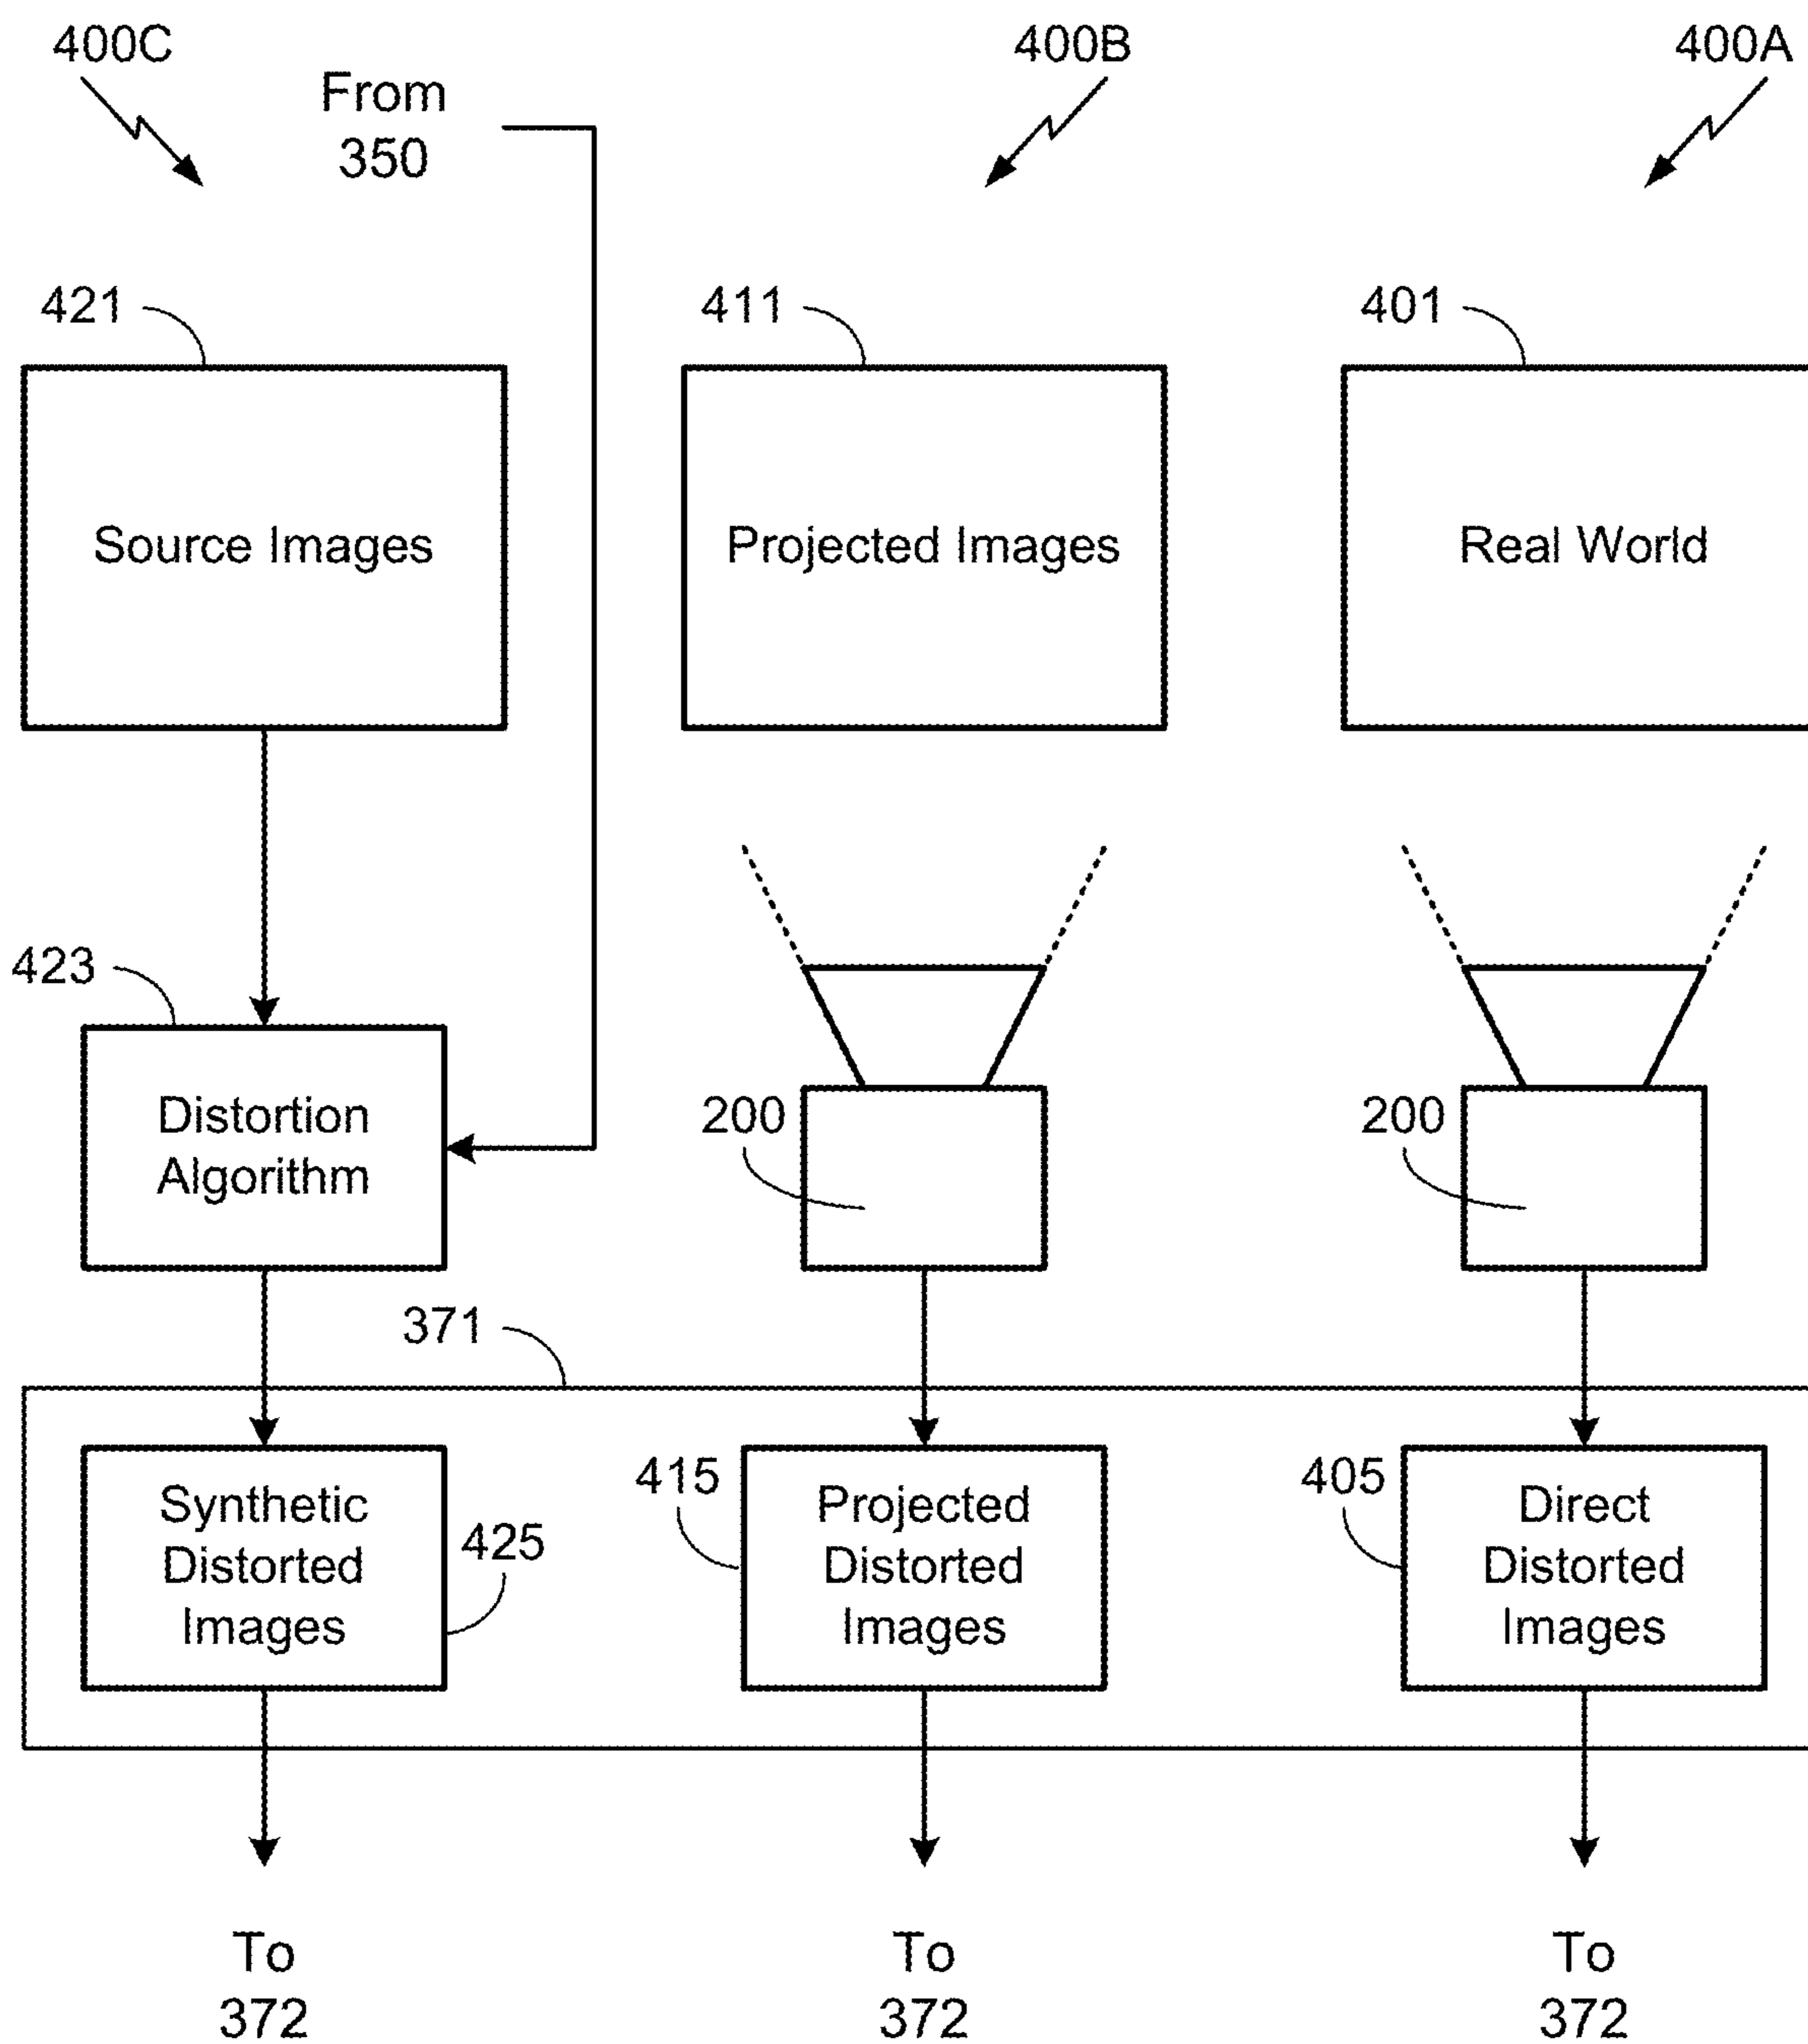 400C
400B
400A
From
350
421
411
401
Source Images
Projected Images
Real World
423
Distortion
Algorithm
200
200
371
Synthetic
Distorted
Images
425
415
Projected
Distorted
Images
405
Direct
Distorted
Images
To
372
To
372
To
372